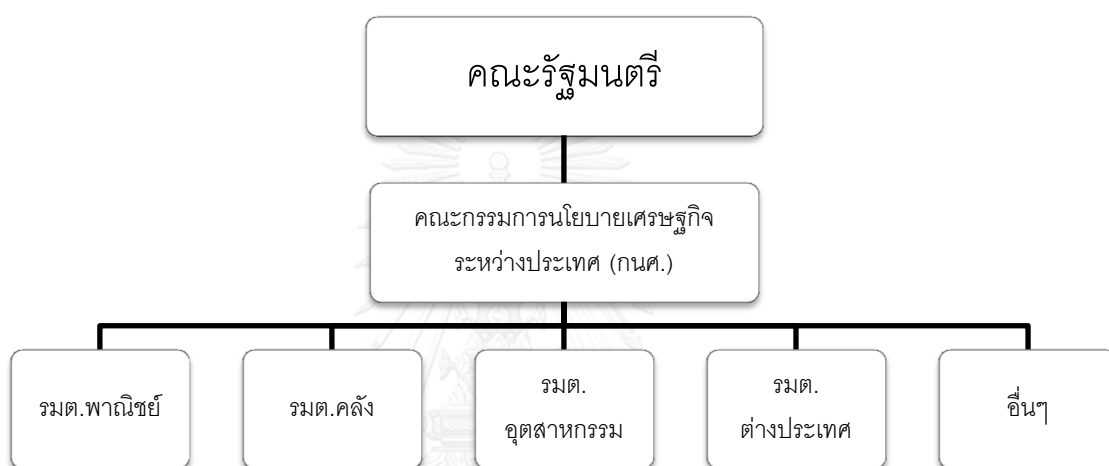 คณะรัฐมนตรี
คณะกรรมการนโยบายเศรษฐกิจ
ระหว่างประเทศ (กนศ.)
รมต.พาณิชย์
รมต.คลัง
รมต.
อุตสาหกรรม
รมต.
ต่างประเทศ
อื่นๆ